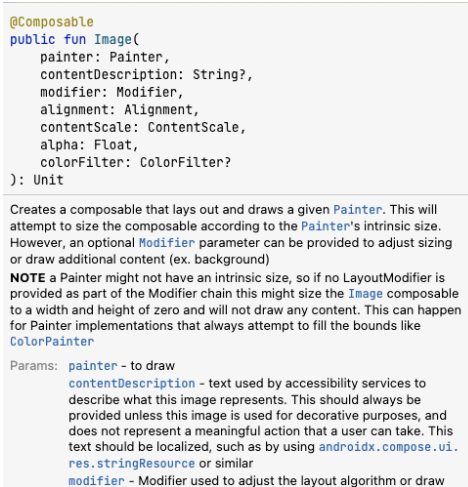 @Composable
public fun Image(
    painter: Painter,
    contentDescription: String?,
    modifier: Modifier,
    alignment: Alignment,
    contentScale: ContentScale,
    alpha: Float,
    colorFilter: ColorFilter?
): Unit
Creates a composable that lays out and draws a given Painter. This will
attempt to size the composable according to the Painter's intrinsic size.
However, an optional Modifier parameter can be provided to adjust sizing
or draw additional content (ex. background)
NOTE a Painter might not have an intrinsic size, so if no LayoutModifier is
provided as part of the Modifier chain this might size the Image composable
to a width and height of zero and will not draw any content. This can happen
for Painter implementations that always attempt to fill the bounds like
ColorPainter
Params: painter - to draw
contentDescription - text used by accessibility services to
describe what this image represents. This should always be
provided unless this image is used for decorative purposes, and
does not represent a meaningful action that a user can take. This
text should be localized, such as by using androidx.compose.ui.
res.stringResource or similar
modifier - Modifier used to adjust the layout algorithm or draw